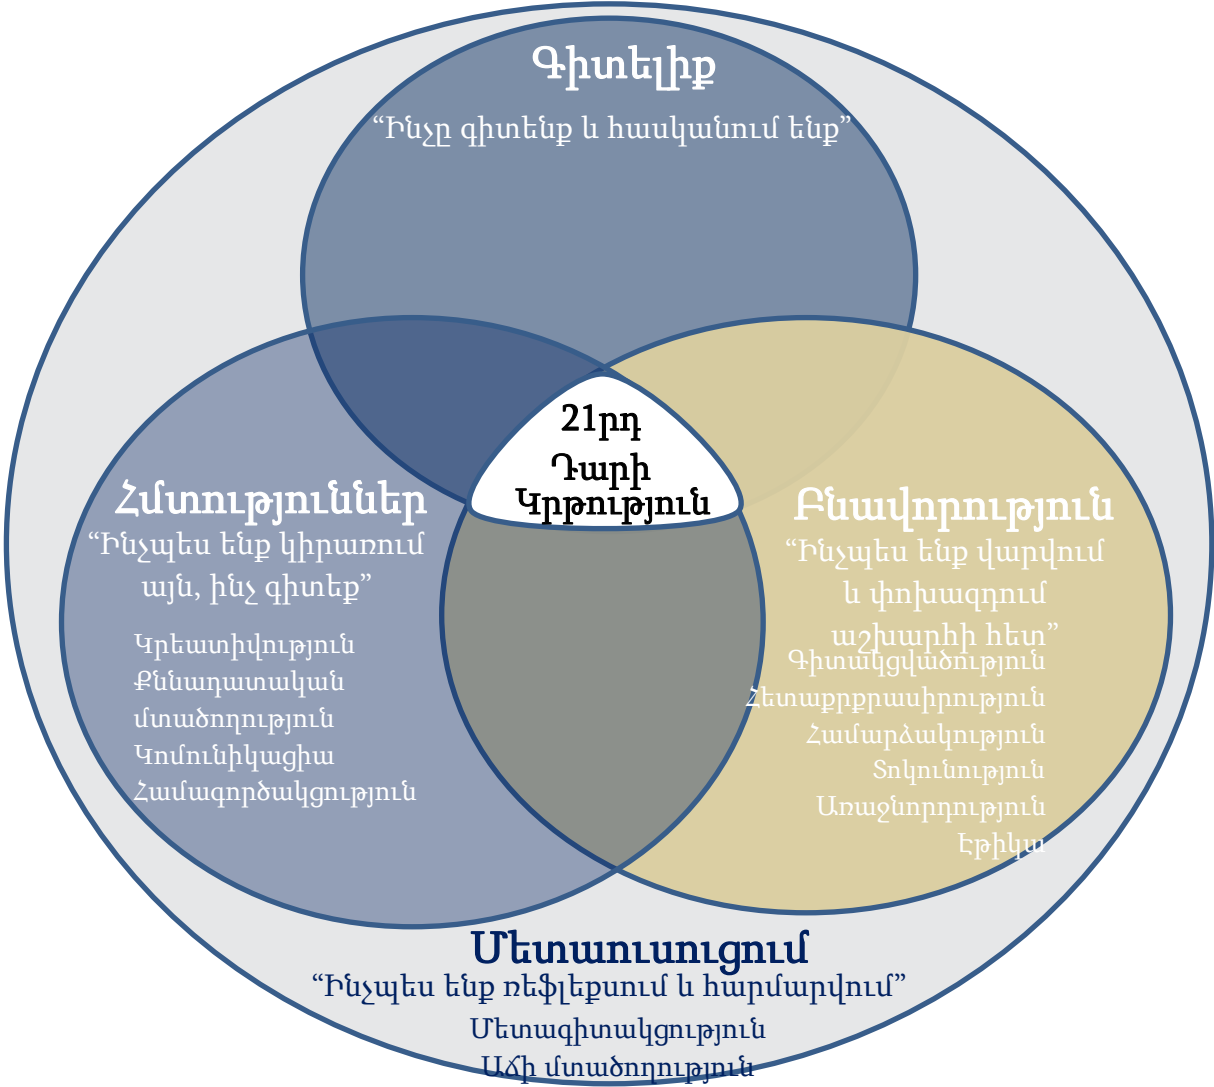 Գիտելիք
“Ինչը գիտենք և հասկանում ենք”
21րդ
Դարի
Կրթություն
Հմտություններ
“Ինչպես ենք կիրառում
այն, ինչ գիտեք”
Կրեատիվություն
Քննադատական
մտածողություն
Կոմունիկացիա
Համագործակցություն
Բնավորություն
“Ինչպես ենք վարվում
և փոխազդում
աշխարհի հետ”
Գիտակցվածություն
Հետաքրքրասիրություն
Համարձակություն
Տոկունություն
Առաջնորդություն
Էթիկա
Մետաուսուցում
“Ինչպես ենք ռեֆլեքսում և հարմարվում”
Մետագիտակցություն
Աճի մտածողություն